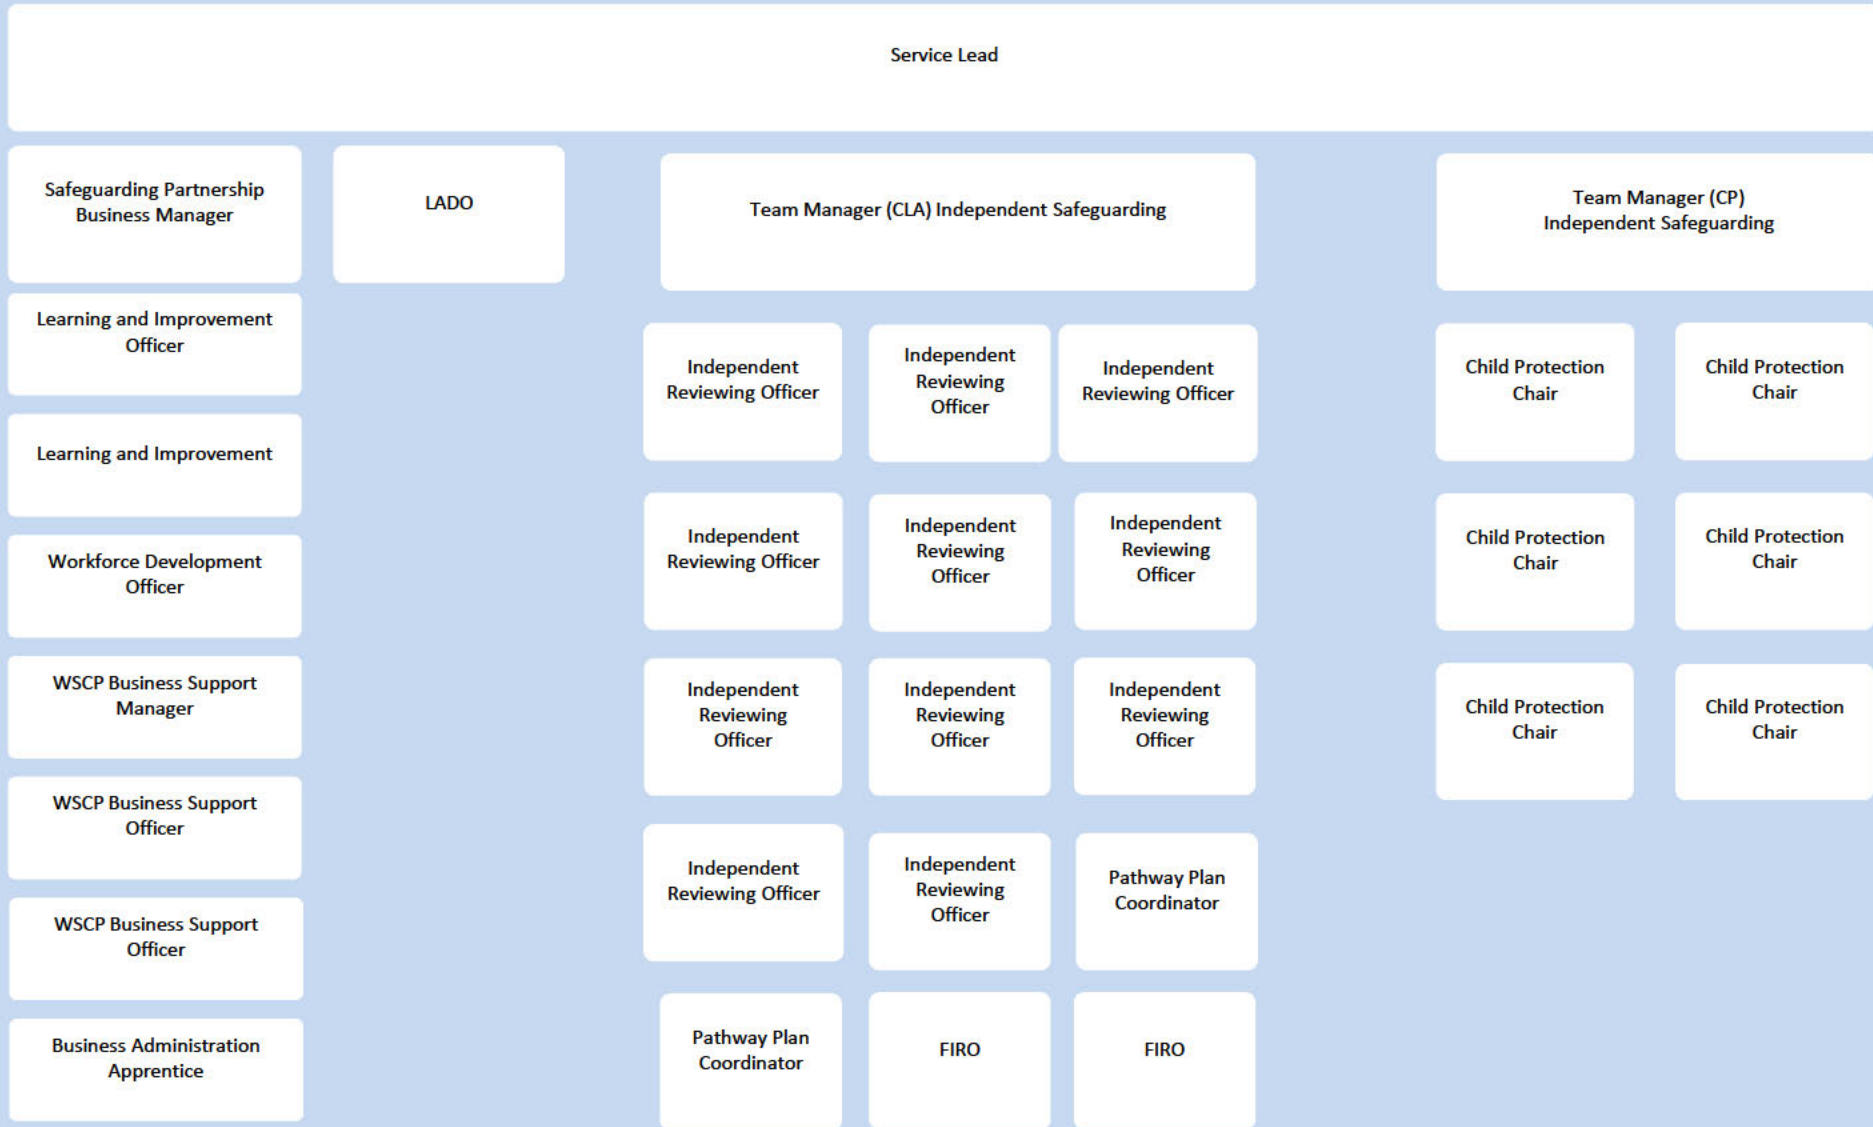 Service Lead
Safeguarding Partnership
Business Manager
LADO
Team Manager (CLA) Independent Safeguarding
Team Manager (CP)
Independent Safeguarding
Learning and Improvement
Officer
Learning and Improvement
Workforce Development
Officer
WSCP Business Support
Manager
WSCP Business Support
Officer
WSCP Business Support
Officer
Business Administration
Apprentice
Independent
Reviewing Officer
Independent
Reviewing
Officer
Independent
Reviewing Officer
Independent
Reviewing Officer
Independent
Reviewing
Officer
Independent
Reviewing
Officer
Independent
Reviewing
Officer
Independent
Reviewing
Officer
Independent
Reviewing
Officer
Independent
Reviewing Officer
Independent
Reviewing
Officer
Pathway Plan
Coordinator
Pathway Plan
Coordinator
FIRO
FIRO
Child Protection
Chair
Child Protection
Chair
Child Protection
Chair
Child Protection
Chair
Child Protection
Chair
Child Protection
Chair